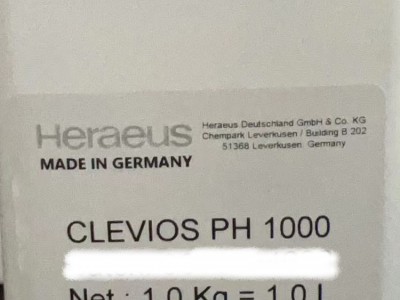 Heraeus
MADE IN GERMANY
Heraeus Deutschland GmbH & Co. KG
Chempark Leverkusen / Building B 202
51368 Leverkusen, Germany
CLEVIOS PH 1000
Net : 1.0 Kg = 1.0 L